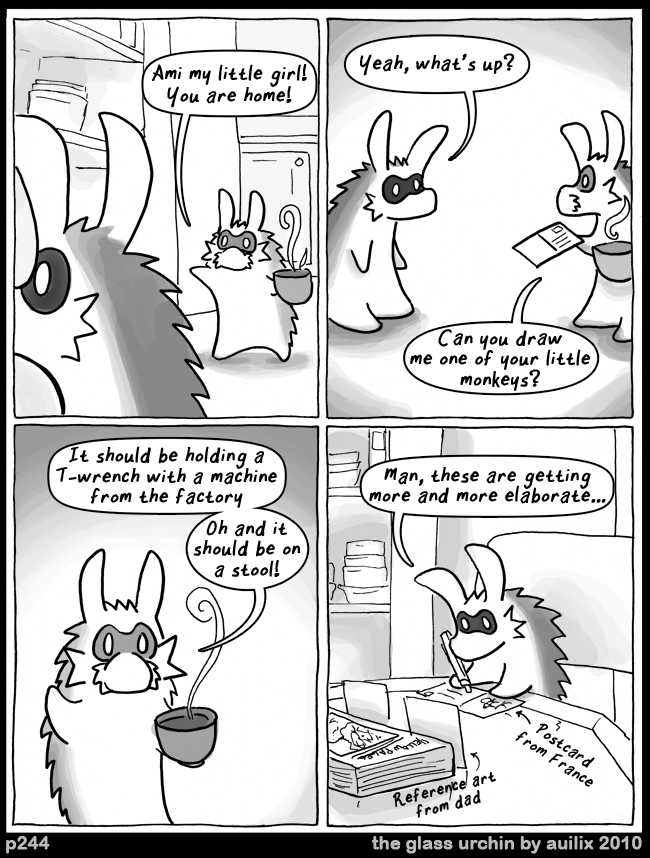 Ami my little girl!
You are home!
Yeah, what's up?
Can you draw
me one of your little
monkeys?
It should be holding a
T-wrench with a machine
from the factory
Oh and it
should be on
a stool!
Man, these are getting
more and more elaborate...
Postcard
from France
Reference art
from dad
p244
the glass urchin by auilix 2010